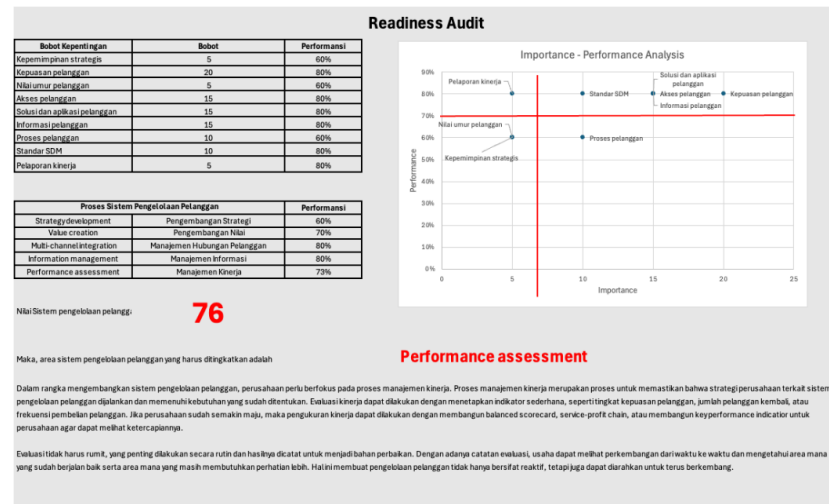 Readiness Audit
Bobot Kepentingan Bobot Performansi
Kepemimpinan strategis 5 60%
Kepuasan pelanggan 20 80%
Nilai umur pelanggan 5 60%
Akses pelanggan 15 80%
Solusi dan aplikasi pelanggan 15 80%
Informasi pelanggan 15 80%
Proses pelanggan 10 60%
Standar SDM 10 80%
Pelaporan kinerja 5 80%
Proses Sistem Pengelolaan Pelanggan Performansi
Strategy development Pengembangan Strategi 60%
Value creation Pengembangan Nilai 70%
Multi-channel integration Manajemen Hubungan Pelanggan 80%
Information management Manajemen Informasi 80%
Performance assessment Manajemen Kinerja 73%
Nilai Sistem pengelolaan pelangga 76
Importance - Performance Analysis
90%
80%
70%
60%
50%
40%
30%
20%
10%
0%
Performance
Pelaporan kinerja
Solusi dan aplikasi
pelanggan
Standar SDM
Akses pelanggan
Kepuasan pelanggan
Informasi pelanggan
Nilai umur pelanggan
Proses pelanggan
Kepemimpinan strategis
0 5 10 15 20 25
Importance
Maka, area sistem pengelolaan pelanggan yang harus ditingkatkan adalah
Performance assessment
Dalam rangka mengembangkan sistem pengelolaan pelanggan, perusahaan perlu berfokus pada proses manajemen kinerja. Proses manajemen kinerja merupakan proses untuk memastikan bahwa strategi perusahaan terkait sistem
pengelolaan pelanggan dijalankan dan memenuhi kebutuhan yang sudah ditentukan. Evaluasi kinerja dapat dilakukan dengan menetapkan indikator sederhana, seperti tingkat kepuasan pelanggan, jumlah pelanggan kembali, atau
frekuensi pembelian pelanggan. Jika perusahaan sudah semakin maju, maka pengukuran kinerja dapat dilakukan dengan membangun balanced scorecard, service-profit chain, atau membangun key performance indicatior untuk
perusahaan agar dapat melihat ketercapaiannya.
Evaluasi tidak harus rumit, yang penting dilakukan secara rutin dan hasilnya dicatat untuk menjadi bahan perbaikan. Dengan adanya catatan evaluasi, usaha dapat melihat perkembangan dari waktu ke waktu dan mengetahui area mana
yang sudah berjalan baik serta area mana yang masih membutuhkan perhatian lebih. Hal ini membuat pengelolaan pelanggan tidak hanya bersifat reaktif, tetapi juga dapat diarahkan untuk terus berkembang.